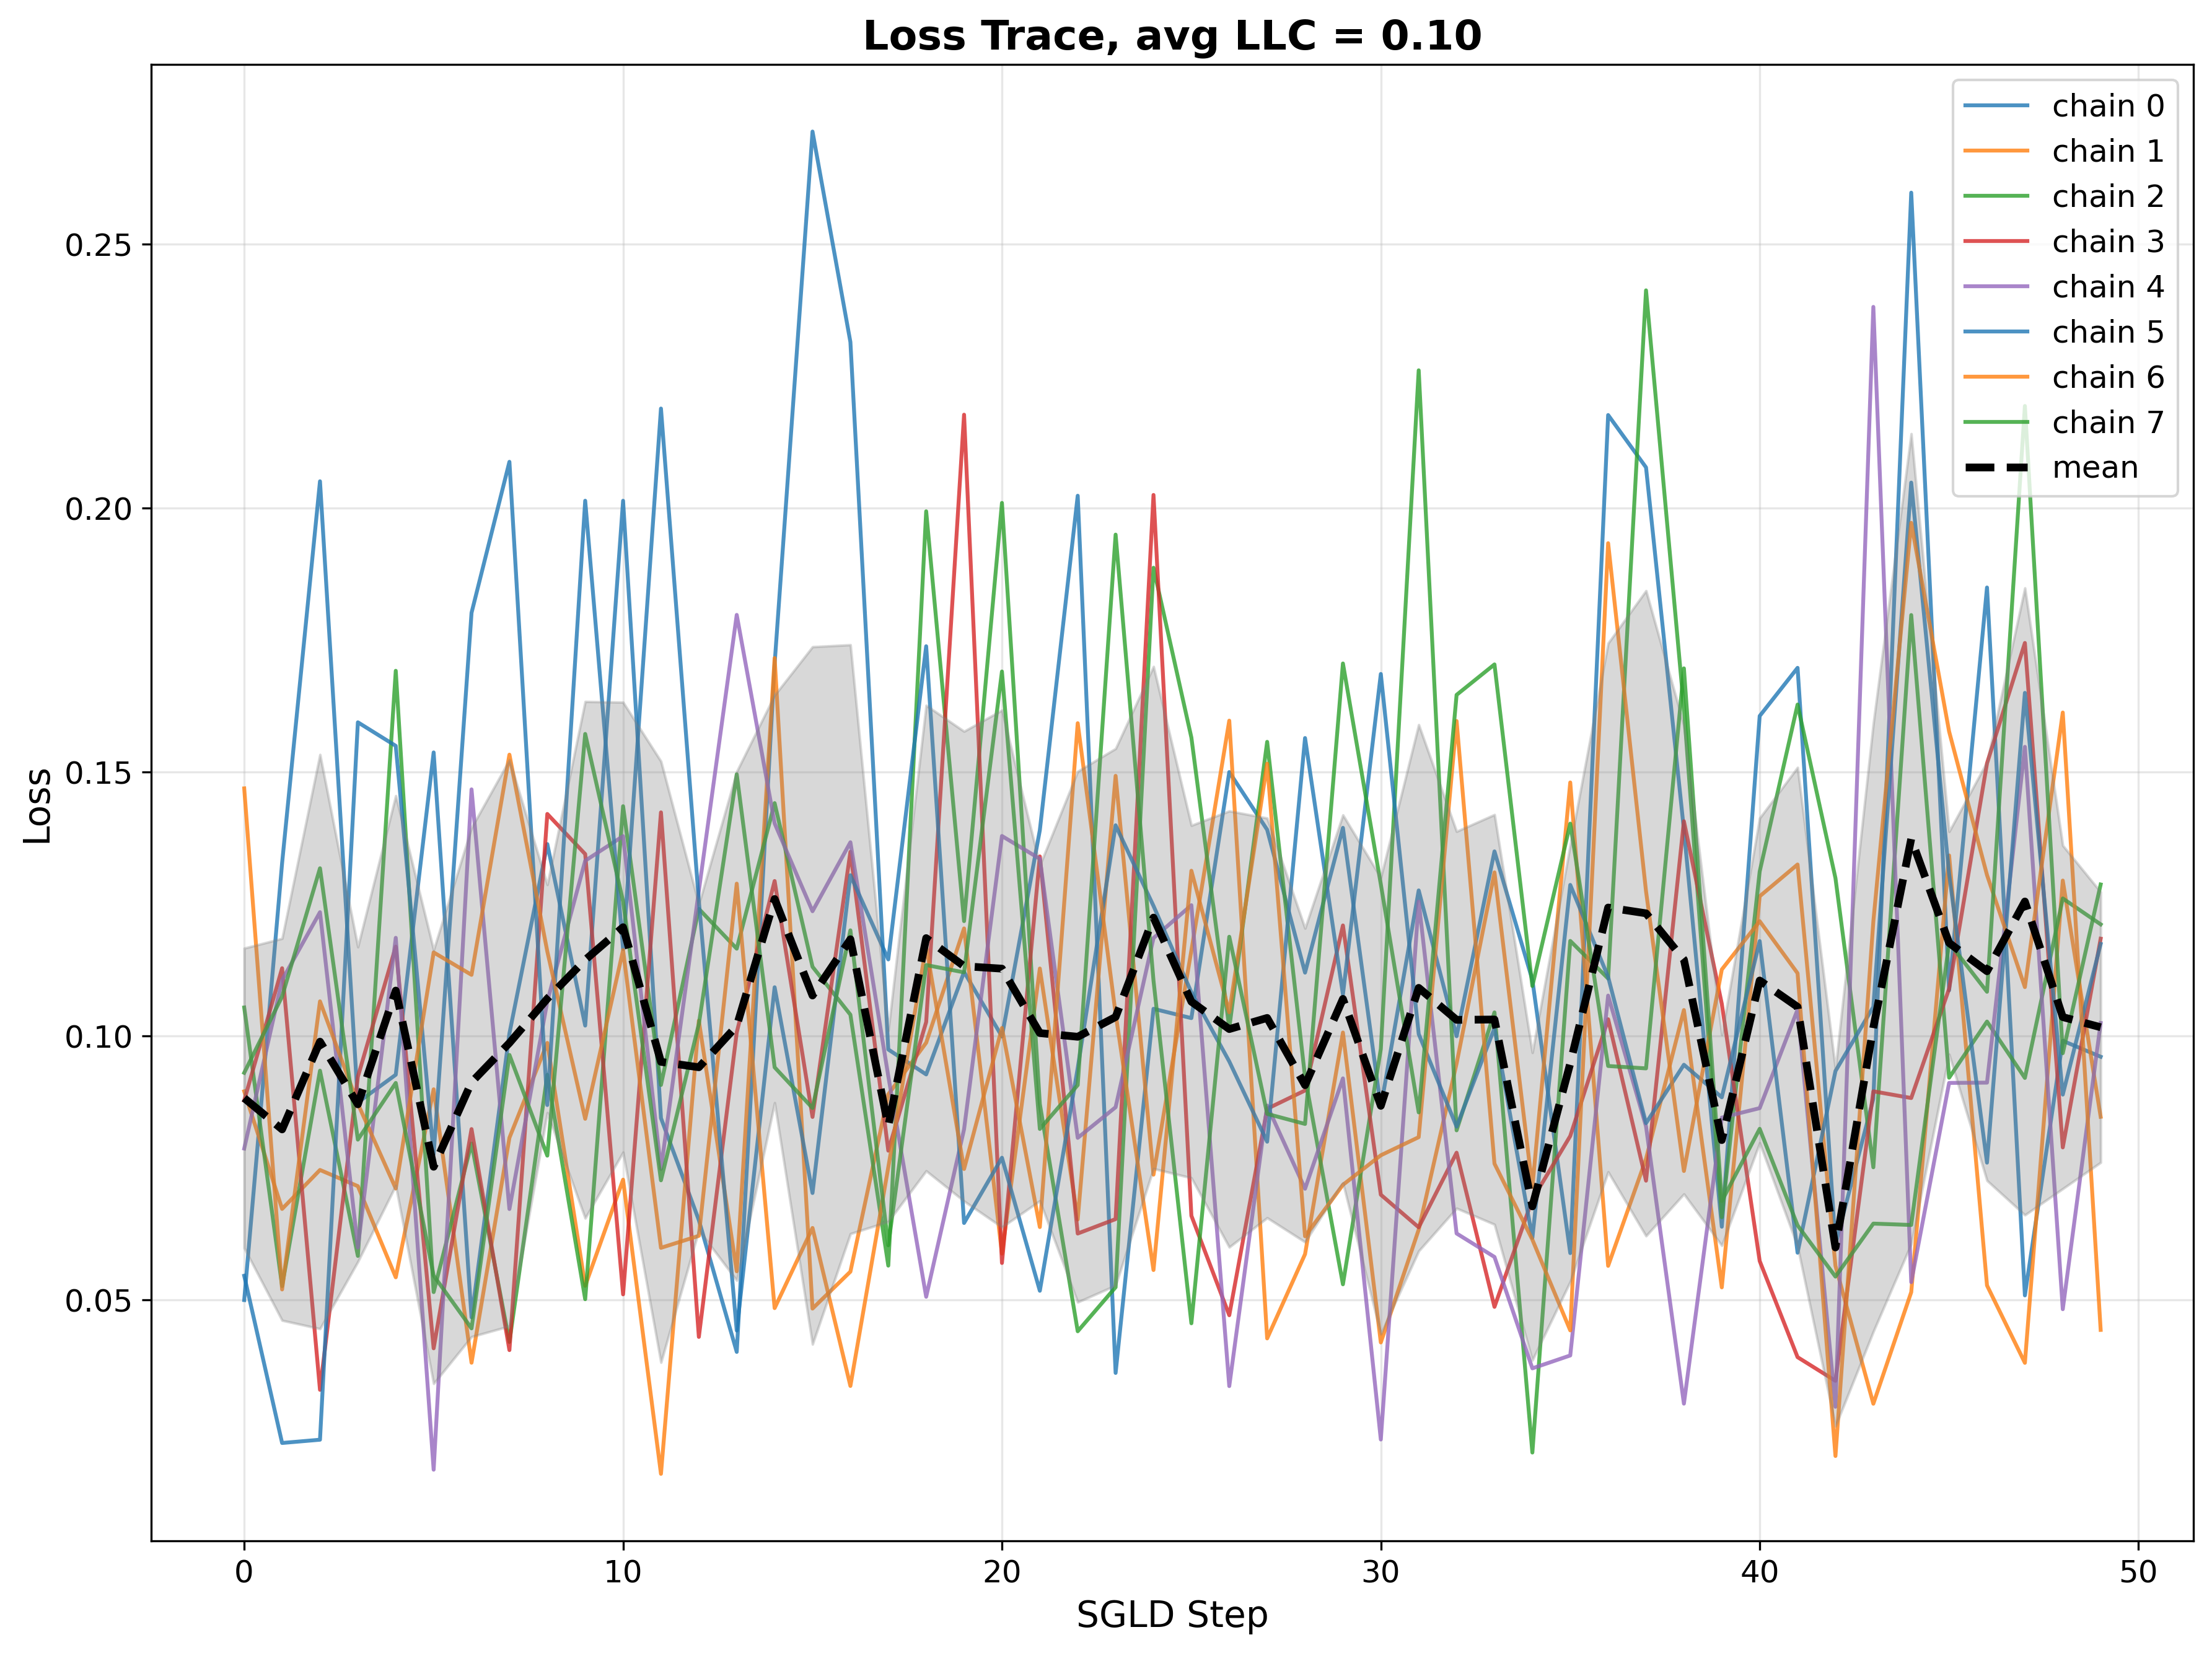 Loss Trace, avg LLC = 0.10
chain 0
chain 1
chain 2
chain 3
chain 4
chain 5
chain 6
chain 7
mean
Loss
0.25
0.20
0.15
0.10
0.05
0 10 20 30 40 50
SGLD Step